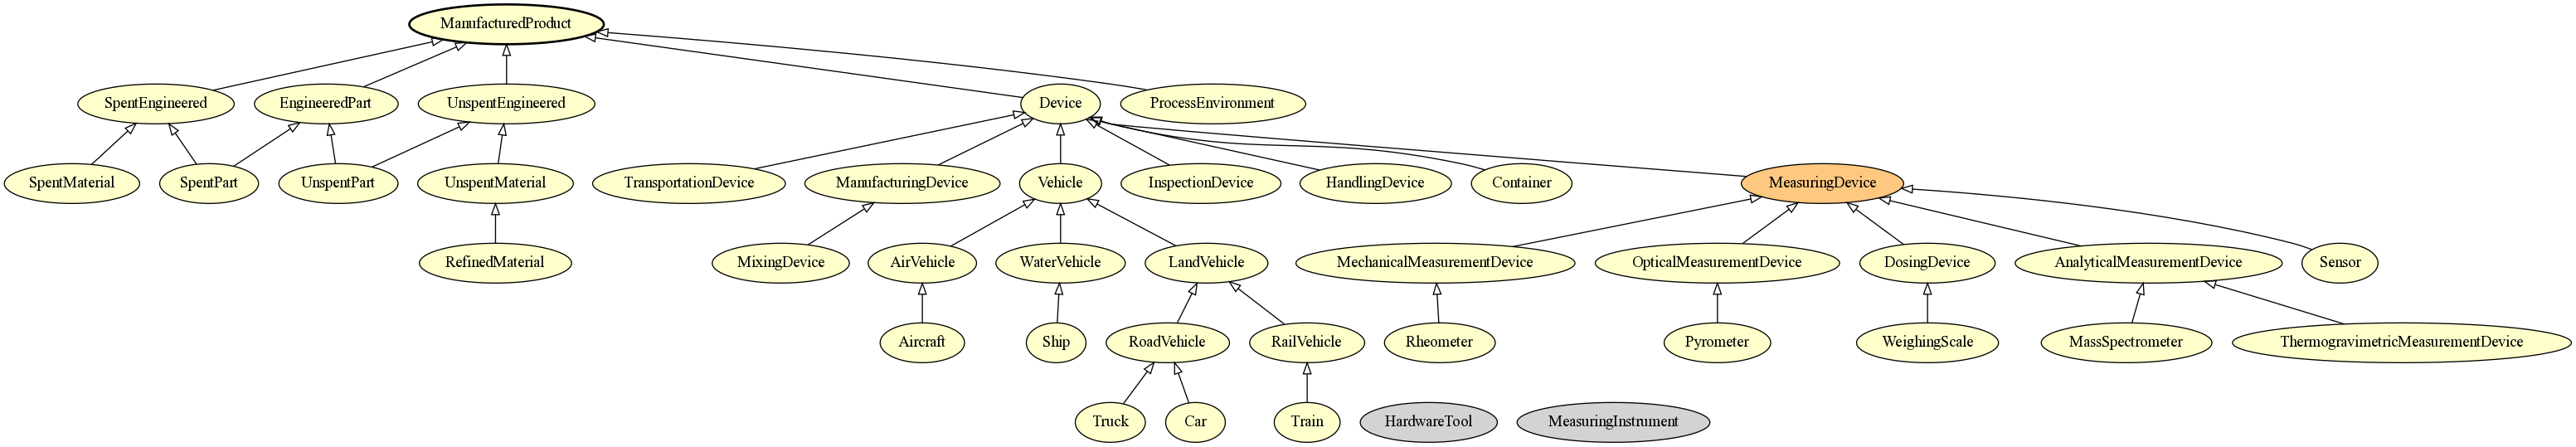 ManufacturedProduct
SpentEngineered
EngineeredPart
UnspentEngineered
Device
ProcessEnvironment
SpentMaterial
SpentPart
UnspentPart
UnspentMaterial
TransportationDevice
ManufacturingDevice
Vehicle
InspectionDevice
HandlingDevice
Container
MeasuringDevice
RefinedMaterial
MixingDevice
AirVehicle
WaterVehicle
LandVehicle
MechanicalMeasurementDevice
OpticalMeasurementDevice
DosingDevice
AnalyticalMeasurementDevice
Sensor
Aircraft
Ship
RoadVehicle
RailVehicle
Rheometer
Pyrometer
WeighingScale
MassSpectrometer
ThermogravimetricMeasurementDevice
Truck
Car
Train
HardwareTool
MeasuringInstrument